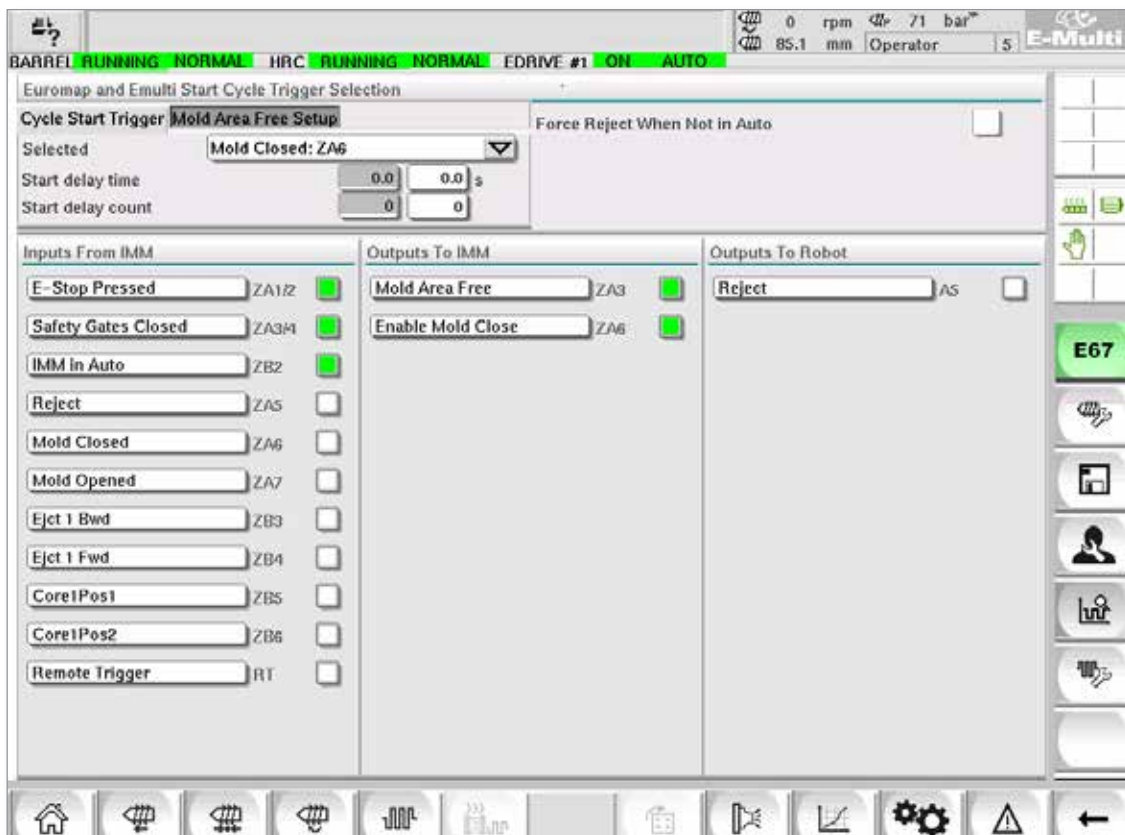 0 rpm 71 bar
85.1 mm Operator 5
E-Multi
BARREL RUNNING NORMAL HRC RUNNING NORMAL EDRIVE #1 ON AUTO
Euromap and Emulti Start Cycle Trigger Selection
Cycle Start Trigger Mold Area Free Setup
Force Reject When Not in Auto
Selected Mold Closed: ZA6
Start delay time 0.0 0.0 s
Start delay count 0 0
Inputs From IMM
E-Stop Pressed ZA1/2
Safety Gates Closed ZA3/4
IMM in Auto ZB2
Reject ZA5
Mold Closed ZA6
Mold Opened ZA7
Ejct 1 Bwd ZB3
Ejct 1 Fwd ZB4
Core1Pos1 ZB5
Core1Pos2 ZB6
Remote Trigger RT
Outputs To IMM
Mold Area Free ZA3
Enable Mold Close ZA6
Outputs To Robot
Reject A5
E67